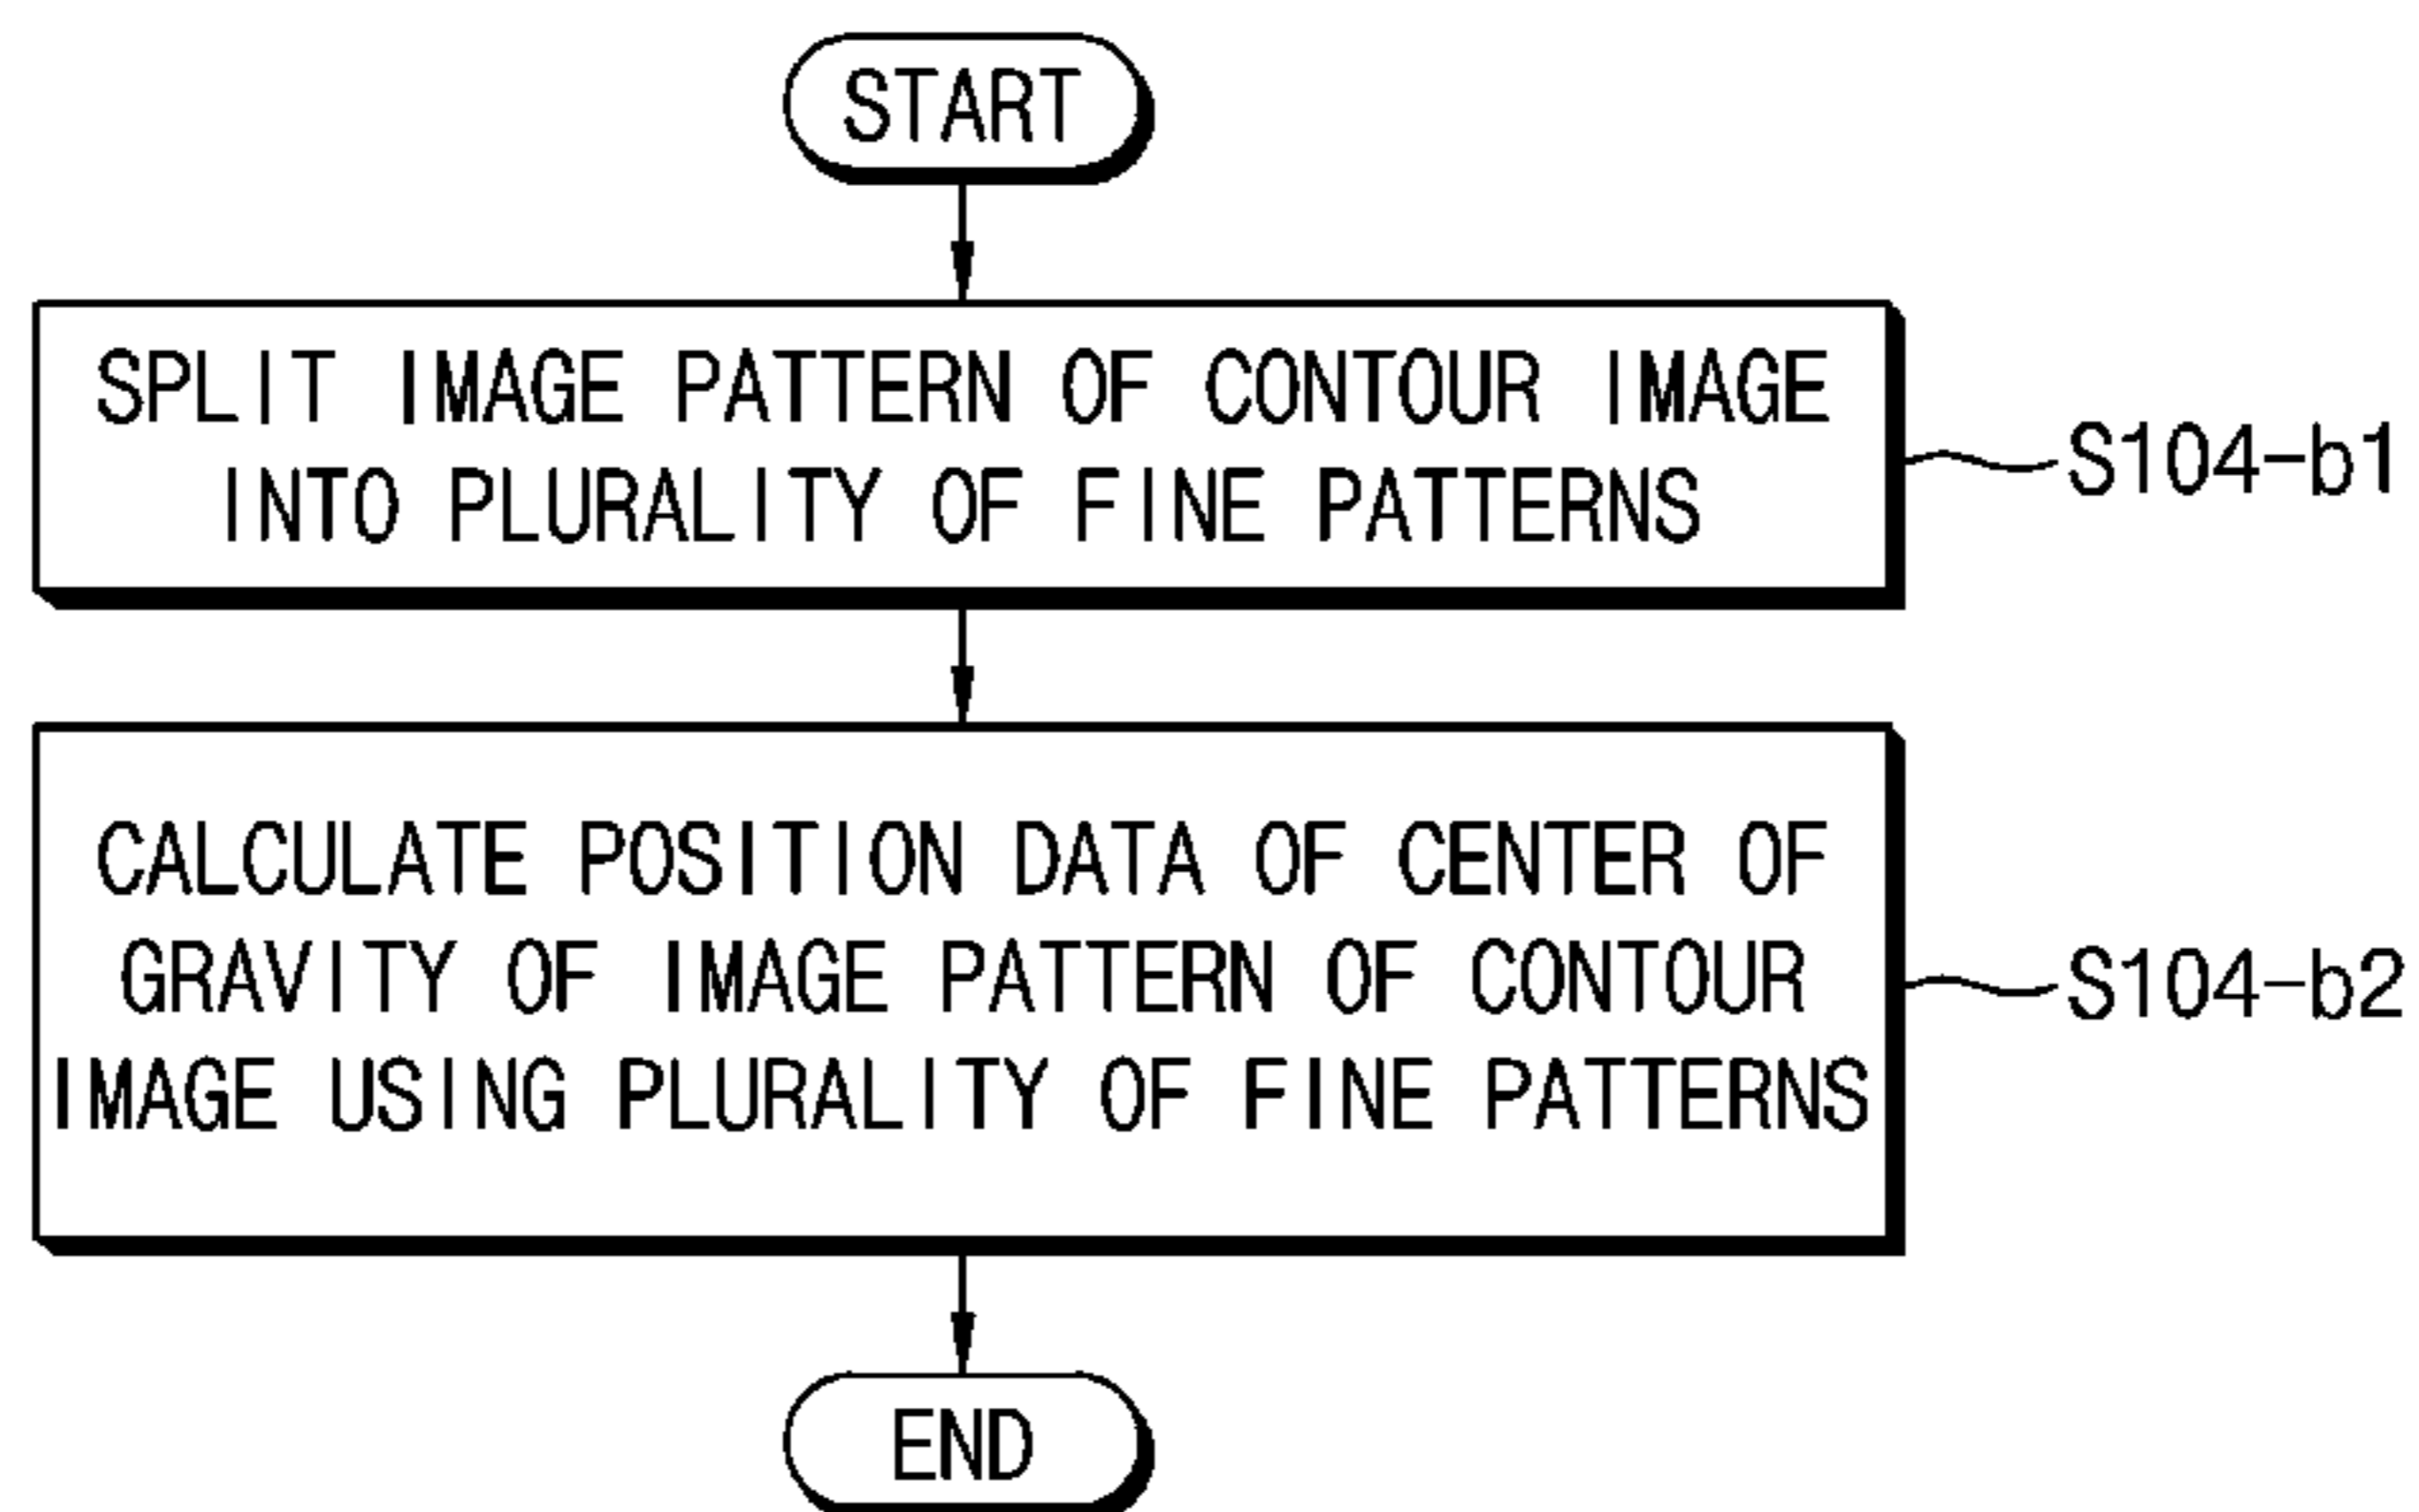 START
SPLIT IMAGE PATTERN OF CONTOUR IMAGE
INTO PLURALITY OF FINE PATTERNS
S104-b1
CALCULATE POSITION DATA OF CENTER OF
GRAVITY OF IMAGE PATTERN OF CONTOUR
IMAGE USING PLURALITY OF FINE PATTERNS
S104-b2
END